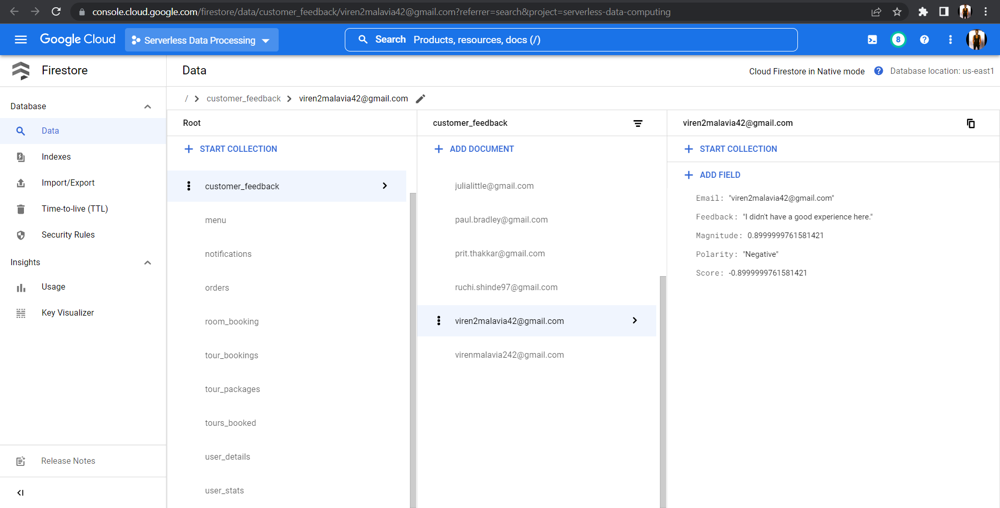 console.cloud.google.com/firestore/data/customer_feedback/viren2malavia42@gmail.com?referrer=search&project=serverless-data-computing
Google Cloud
Serverless Data Processing
Search Products, resources, docs (/)
8
Firestore
Data
Cloud Firestore in Native mode
Database location: us-east1
/ customer_feedback viren2malavia42@gmail.com
Database
Data
Indexes
Import/Export
Time-to-live (TTL)
Security Rules
Insights
Usage
Key Visualizer
Release Notes
Root
START COLLECTION
customer_feedback
menu
notifications
orders
room_booking
tour_bookings
tour_packages
tours_booked
user_details
user_stats
customer_feedback
ADD DOCUMENT
julialittle@gmail.com
paul.bradley@gmail.com
prit.thakkar@gmail.com
ruchi.shinde97@gmail.com
viren2malavia42@gmail.com
virenmalavia242@gmail.com
viren2malavia42@gmail.com
START COLLECTION
ADD FIELD
Email: "viren2malavia42@gmail.com"
Feedback: "I didn't have a good experience here."
Magnitude: 0.8999999761581421
Polarity: "Negative"
Score: -0.8999999761581421